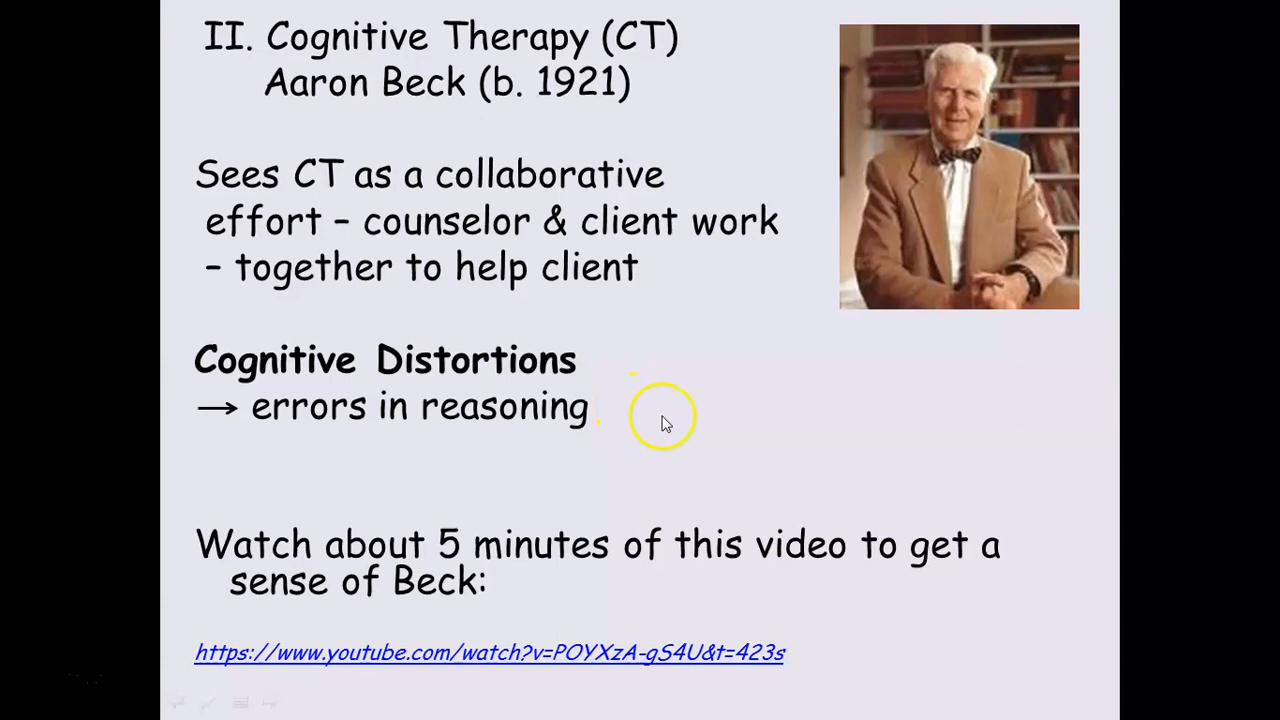 II. Cognitive Therapy (CT)
Aaron Beck (b. 1921)
Sees CT as a collaborative
effort – counselor & client work
– together to help client
Cognitive Distortions
→ errors in reasoning
Watch about 5 minutes of this video to get a
sense of Beck:
https://www.youtube.com/watch?v=POYXzA-gS4U&t=423s